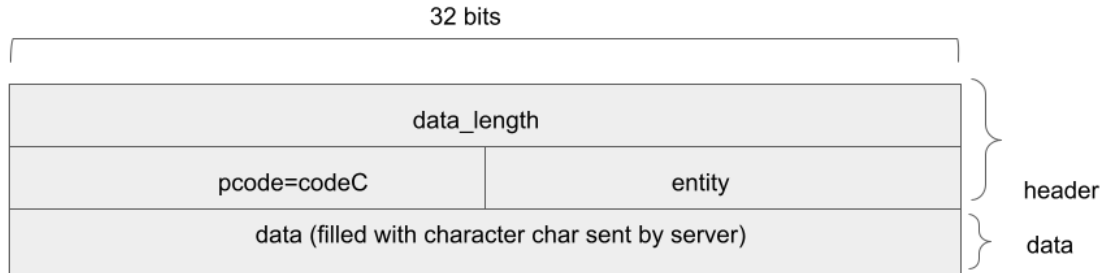 32 bits
data_length
pcode=codeC
entity
header
data (filled with character char sent by server)
data